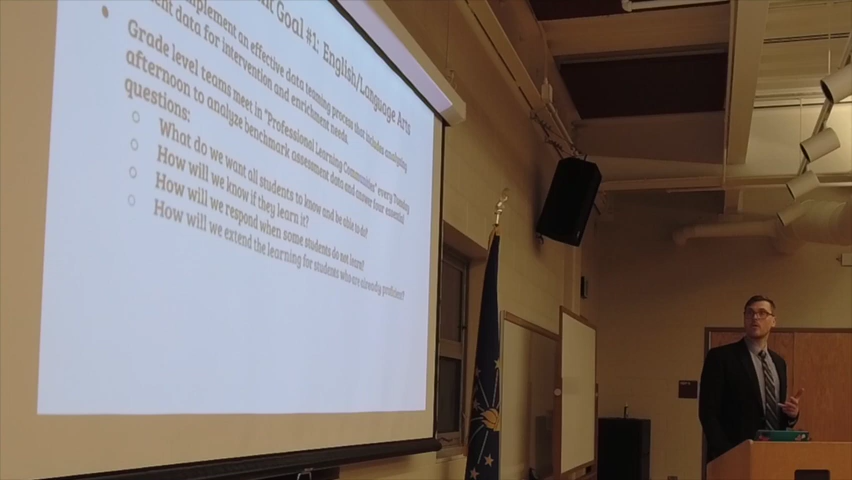 Goal #1: English/Language Arts
implement an effective data teaming process that includes analyzing
data for intervention and enrichment needs.
Grade level teams meet in "Professional Learning Communities" every Tuesday
afternoon to analyze benchmark assessment data and answer four essential
questions:
What do we want all students to know and be able to do?
How will we know if they learn it?
How will we respond when some students do not learn?
How will we extend the learning for students who are already proficient?